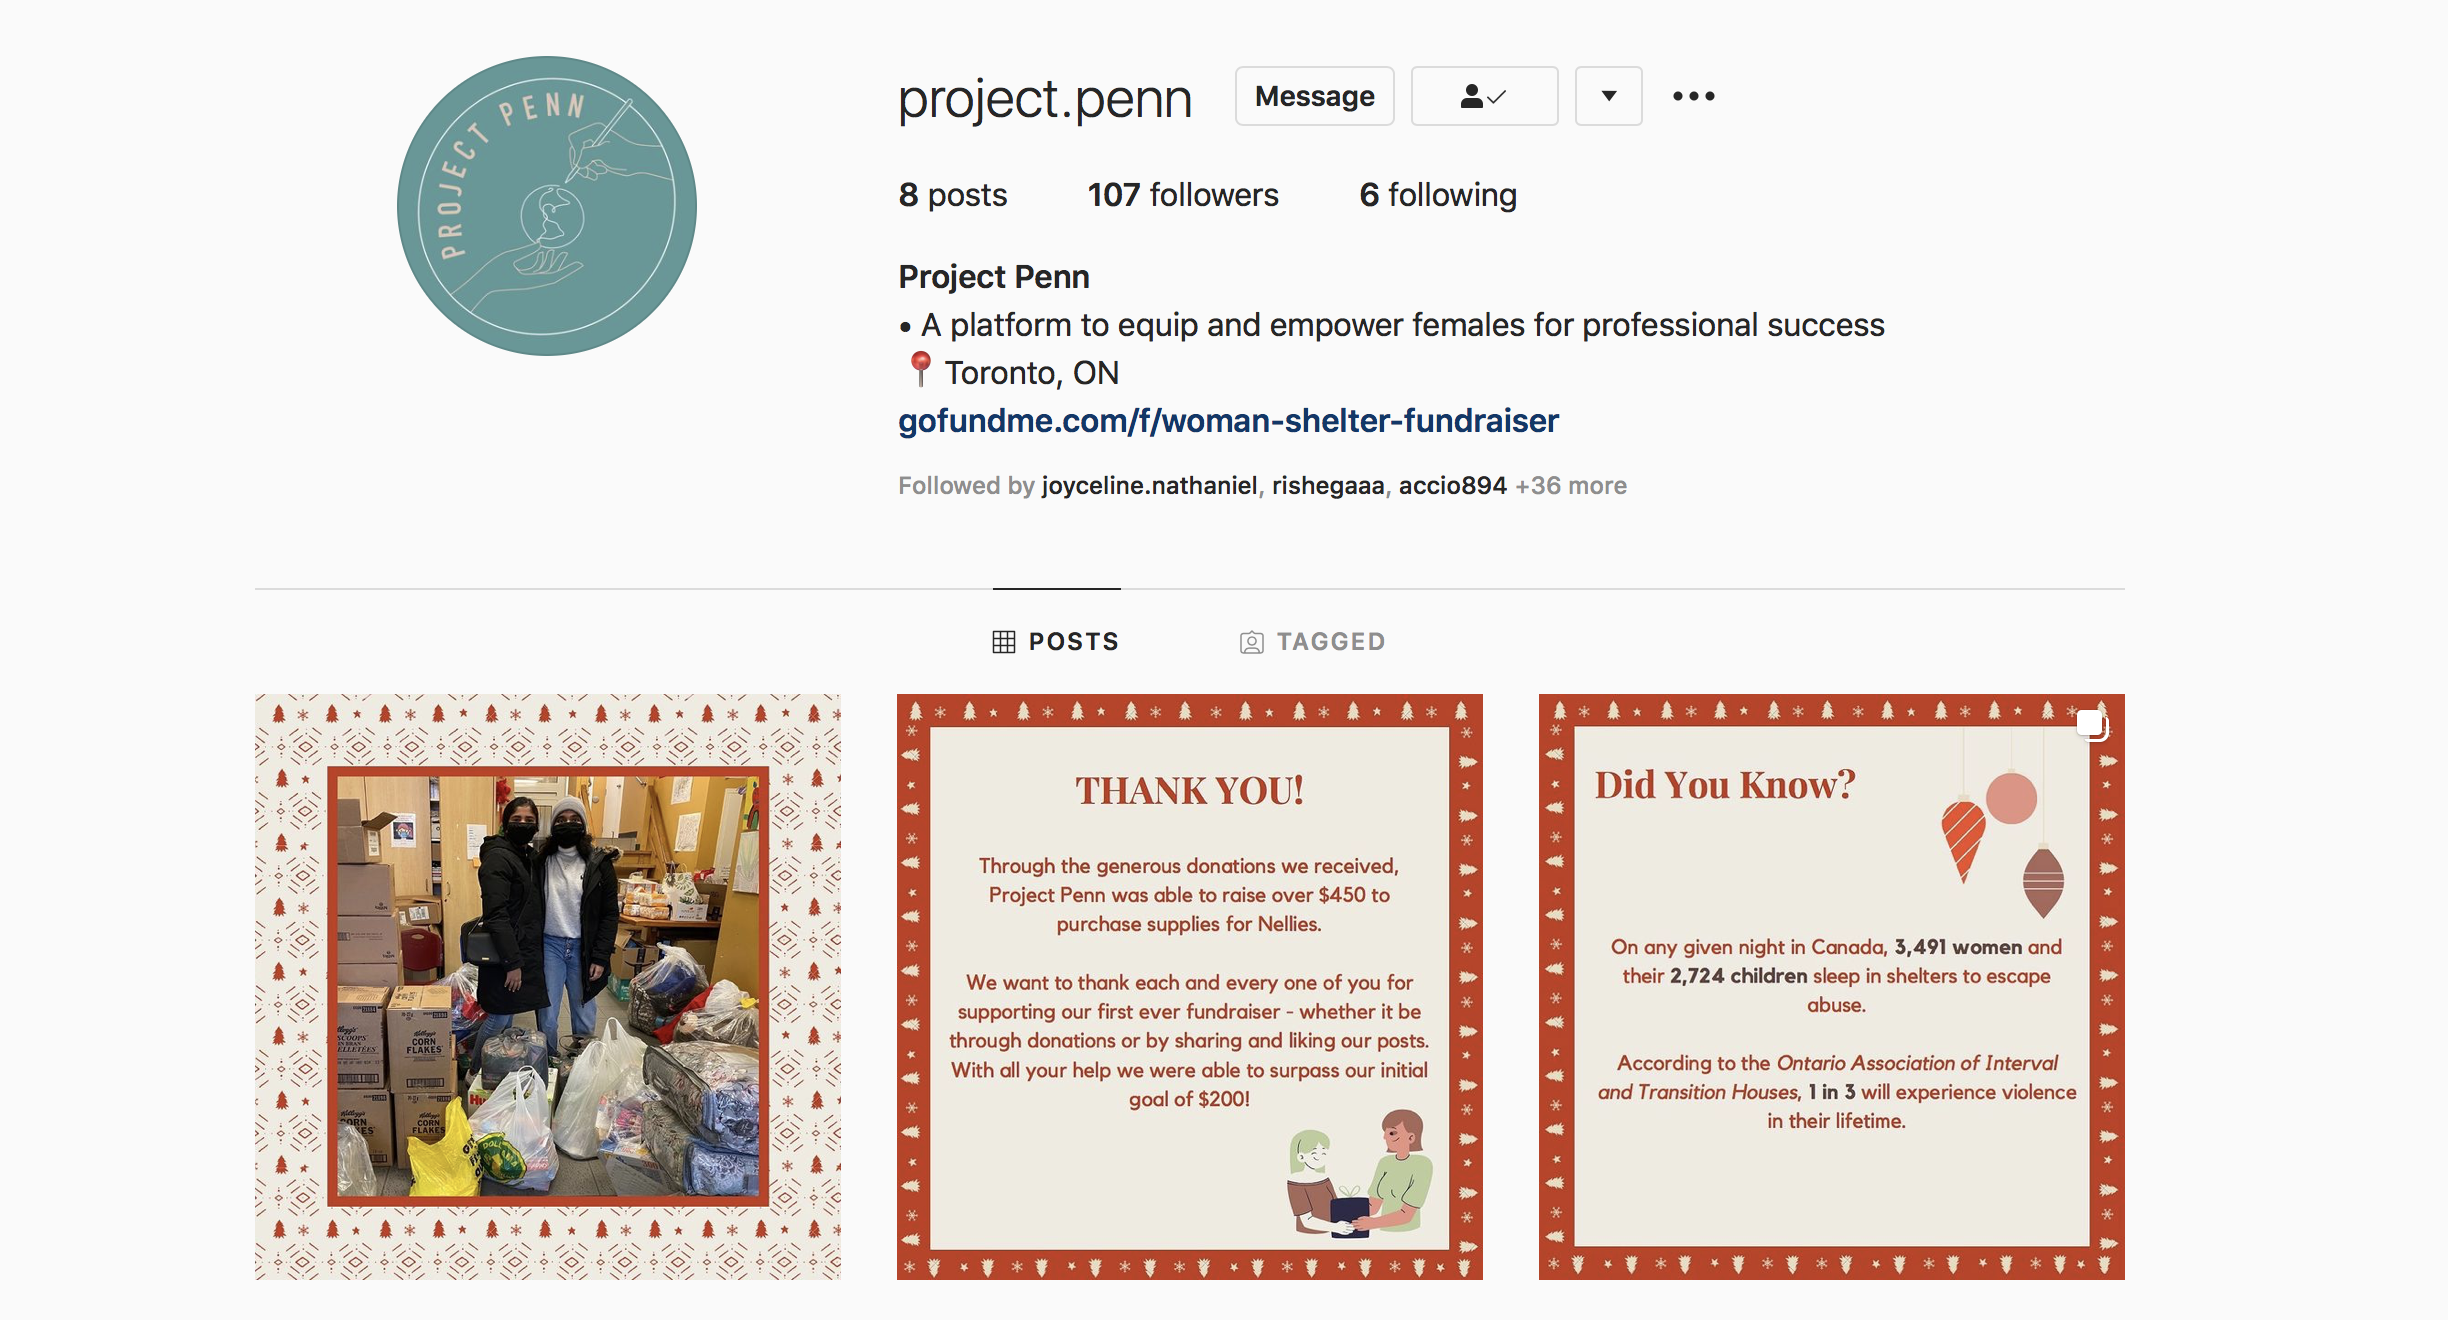 PROJECT PENN
project.penn
Message
8 posts 107 followers 6 following
Project Penn
• A platform to equip and empower females for professional success
📍 Toronto, ON
gofundme.com/f/woman-shelter-fundraiser
Followed by joyceline.nathaniel, rishegaaa, accio894 +36 more
POSTS
TAGGED
Kellogg's
CORN
FLAKES
CORN
FLAKES
THANK YOU!
Through the generous donations we received,
Project Penn was able to raise over $450 to
purchase supplies for Nellies.
We want to thank each and every one of you for
supporting our first ever fundraiser - whether it be
through donations or by sharing and liking our posts.
With all your help we were able to surpass our initial
goal of $200!
Did You Know?
On any given night in Canada, 3,491 women and
their 2,724 children sleep in shelters to escape
abuse.
According to the Ontario Association of Interval
and Transition Houses, 1 in 3 will experience violence
in their lifetime.